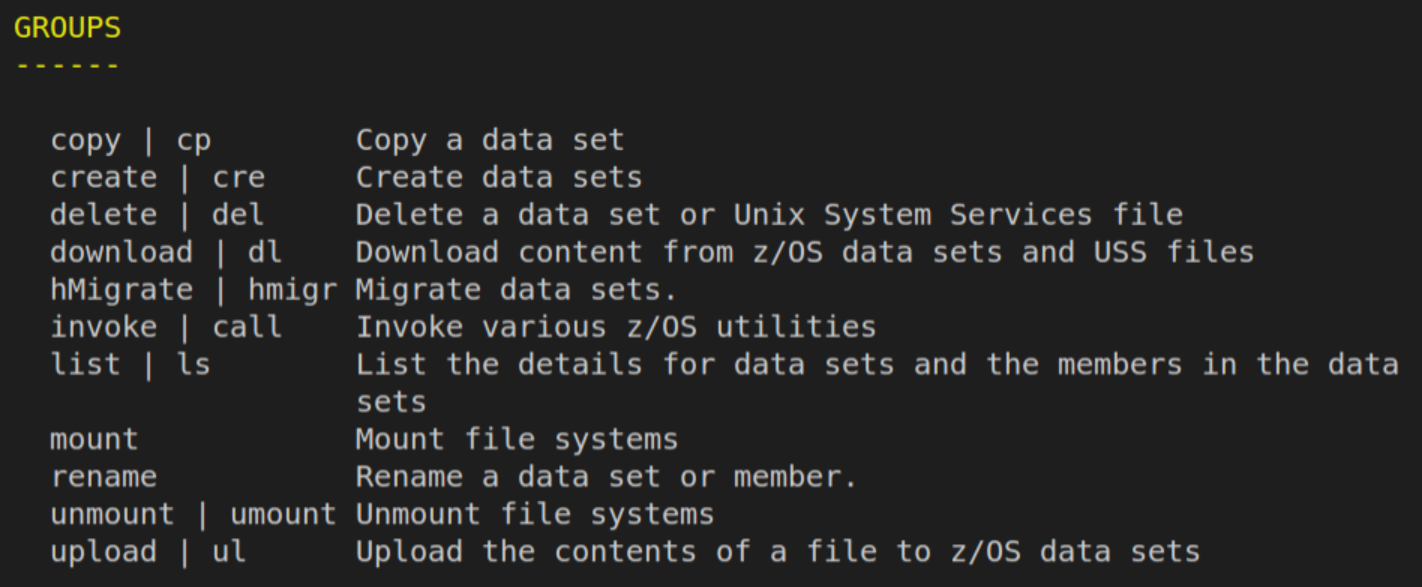 GROUPS
------
copy | cp        Copy a data set
create | cre     Create data sets
delete | del     Delete a data set or Unix System Services file
download | dl    Download content from z/OS data sets and USS files
hMigrate | hmigr Migrate data sets.
invoke | call    Invoke various z/OS utilities
list | ls        List the details for data sets and the members in the data
                 sets
mount            Mount file systems
rename           Rename a data set or member.
unmount | umount Unmount file systems
upload | ul      Upload the contents of a file to z/OS data sets